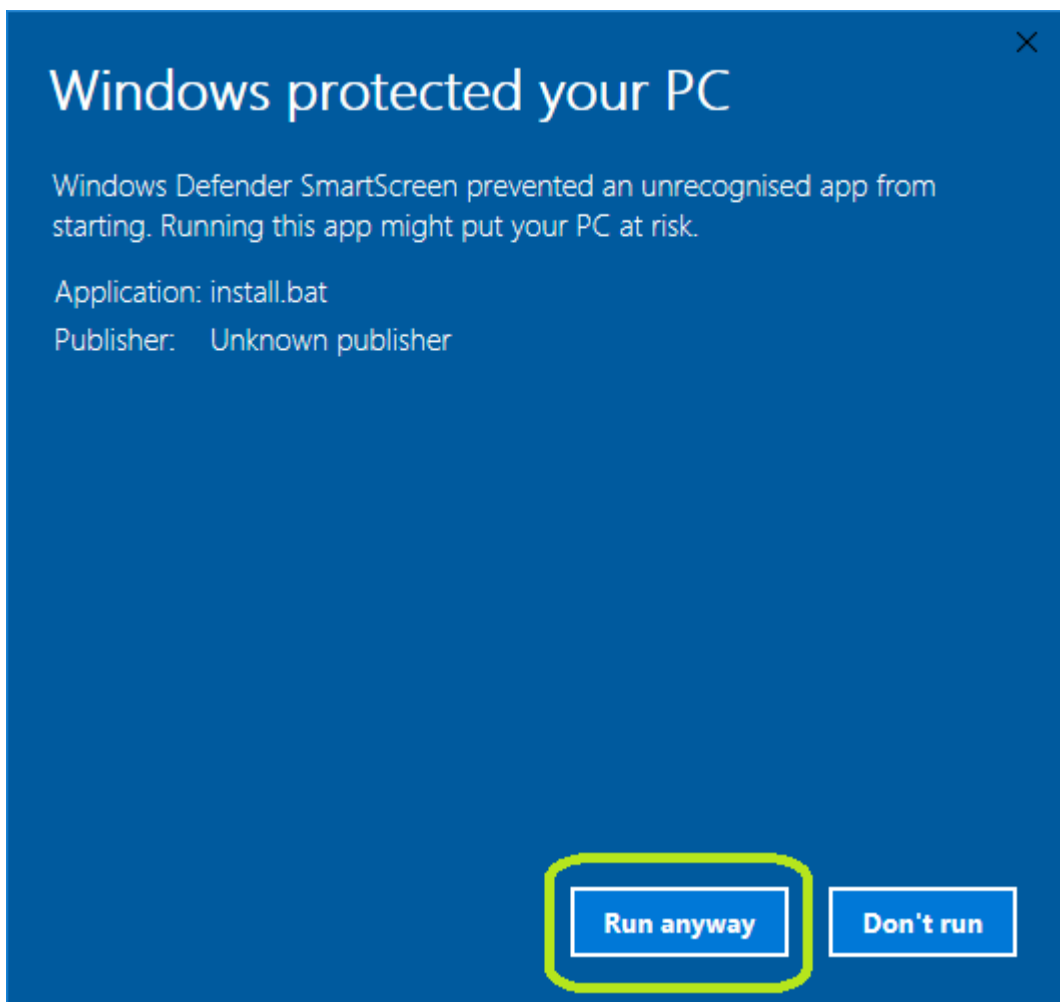 Windows protected your PC
Windows Defender SmartScreen prevented an unrecognised app from
starting. Running this app might put your PC at risk.
Application: install.bat
Publisher: Unknown publisher
Run anyway Don't run